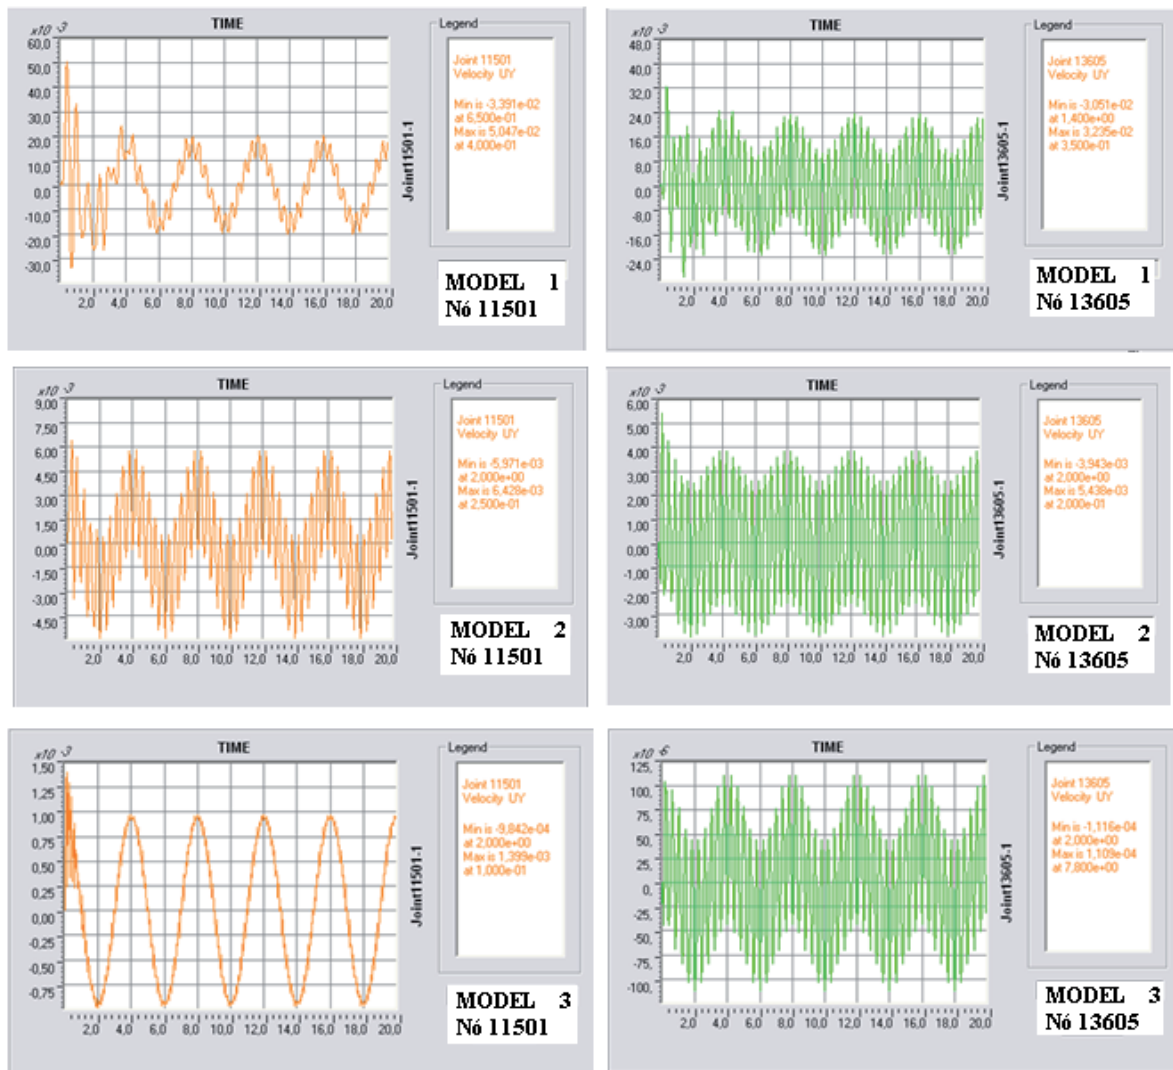 TIME
x10 -3
60,0
50,0
40,0
30,0
20,0
10,0
0,00
-10,0
-20,0
-30,0
2,0 4,0 6,0 8,0 10,0 12,0 14,0 16,0 18,0 20,0
Joint11501-1
Legend
Joint 11501
Velocity UY
Min is -3,391e-02
at 6,500e-01
Max is 5,047e-02
at 4,000e-01
MODEL 1
Nó 11501
TIME
x10 -3
48,0
40,0
32,0
24,0
16,0
8,0
0,00
-8,0
-16,0
-24,0
2,0 4,0 6,0 8,0 10,0 12,0 14,0 16,0 18,0 20,0
Joint13605-1
Legend
Joint 13605
Velocity UY
Min is -3,051e-02
at 1,400e+00
Max is 3,235e-02
at 3,500e-01
MODEL 1
Nó 13605
TIME
x10 -3
9,00
7,50
6,00
4,50
3,00
1,50
0,00
-1,50
-3,00
-4,50
2,0 4,0 6,0 8,0 10,0 12,0 14,0 16,0 18,0 20,0
Joint11501-1
Legend
Joint 11501
Velocity UY
Min is -5,971e-03
at 2,000e+00
Max is 6,428e-03
at 2,500e-01
MODEL 2
Nó 11501
TIME
x10 -3
6,00
5,00
4,00
3,00
2,00
1,00
0,00
-1,00
-2,00
-3,00
2,0 4,0 6,0 8,0 10,0 12,0 14,0 16,0 18,0 20,0
Joint13605-1
Legend
Joint 13605
Velocity UY
Min is -3,943e-03
at 2,000e+00
Max is 5,438e-03
at 2,000e-01
MODEL 2
Nó 13605
TIME
x10 -3
1,50
1,25
1,00
0,75
0,50
0,25
0,00
-0,25
-0,50
-0,75
2,0 4,0 6,0 8,0 10,0 12,0 14,0 16,0 18,0 20,0
Joint11501-1
Legend
Joint 11501
Velocity UY
Min is -9,842e-04
at 2,000e+00
Max is 1,399e-03
at 1,000e-01
MODEL 3
Nó 11501
TIME
x10 -6
125,
100,
75,
50,
25,
0,
-25,
-50,
-75,
-100,
2,0 4,0 6,0 8,0 10,0 12,0 14,0 16,0 18,0 20,0
Joint13605-1
Legend
Joint 13605
Velocity UY
Min is -1,116e-04
at 2,000e+00
Max is 1,109e-04
at 7,800e+00
MODEL 3
Nó 13605